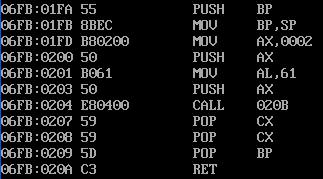 06FB:01FA 55 PUSH BP
06FB:01FB 8BEC MOV BP,SP
06FB:01FD B80200 MOV AX,0002
06FB:0200 50 PUSH AX
06FB:0201 B061 MOV AL,61
06FB:0203 50 PUSH AX
06FB:0204 E80400 CALL 020B
06FB:0207 59 POP CX
06FB:0208 59 POP CX
06FB:0209 5D POP BP
06FB:020A C3 RET